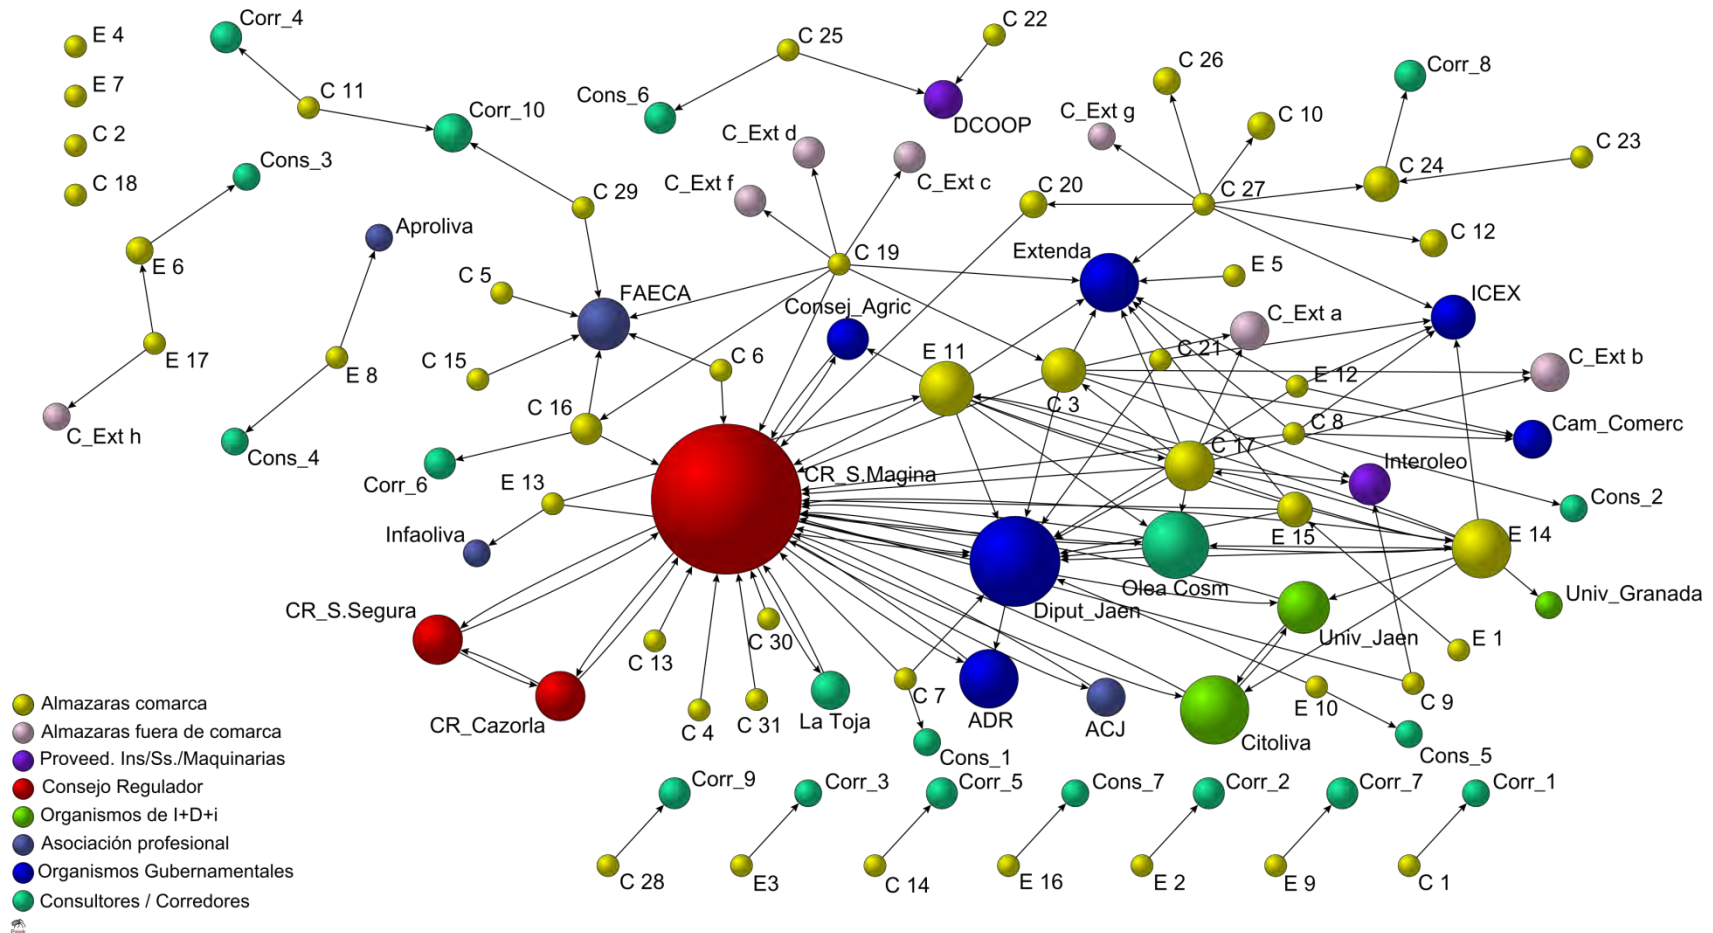 E 4
E 7
C 2
C 18
Corr_4
C 11
Corr_10
Cons_3
C 29
Aproliva
E 6
E 17
C_Ext h
E 8
Cons_4
C 25
C 22
Cons_6
DCOOP
C_Ext d
C_Ext c
C_Ext f
C 19
C 26
Corr_8
C_Ext g
C 10
C 23
C 20
C 27
C 24
C 12
Extenda
E 5
ICEX
C 5
FAECA
Consej_Agric
C_Ext a
C 15
C 6
E 11
C 3
C 21
E 12
C_Ext b
C 16
C 17
C 8
Cam_Comerc
Corr_6
CR_S.Magina
Interoleo
E 13
Cons_2
Infaoliva
E 15
E 14
Diput_Jaen
Olea Cosm
Univ_Granada
CR_S.Segura
C 13
C 30
Univ_Jaen
E 1
CR_Cazorla
C 4
C 31
La Toja
C 7
ADR
ACJ
Citoliva
E 10
C 9
Cons_1
Cons_5
Almazaras comarca
Almazaras fuera de comarca
Proveed. Ins/Ss./Maquinarias
Consejo Regulador
Organismos de I+D+i
Asociación profesional
Organismos Gubernamentales
Consultores / Corredores
Pajek
Corr_9
Corr_3
Corr_5
Cons_7
Corr_2
Corr_7
Corr_1
C 28
E3
C 14
E 16
E 2
E 9
C 1